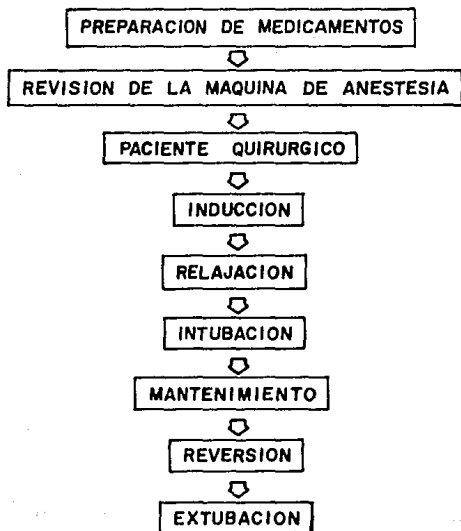 PREPARACION DE MEDICAMENTOS
REVISION DE LA MAQUINA DE ANESTESIA
PACIENTE QUIRURGICO
INDUCCION
RELAJACION
INTUBACION
MANTENIMIENTO
REVERSION
EXTUBACION